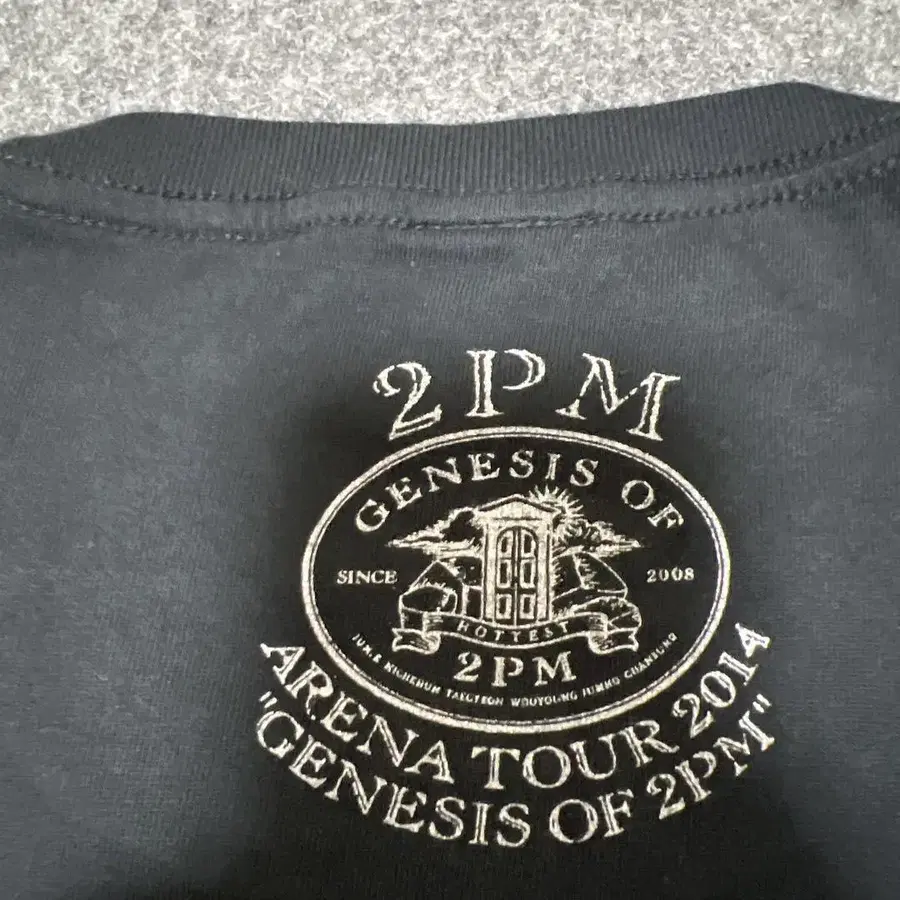 2PM
GENESIS OF
SINCE 2008
HOTTEST
2PM
JUN.K NICHKHUN TAECYEON WOOYOUNG JUNHO CHANSUNG
ARENA TOUR 2014
"GENESIS OF 2PM"